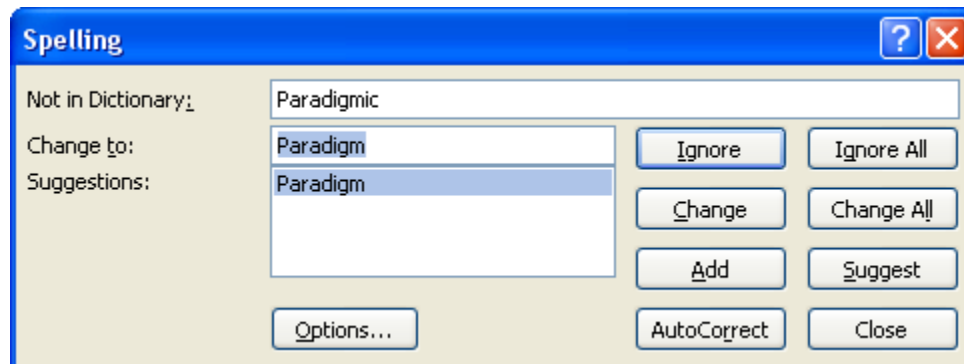 Spelling
?
Not in Dictionary: Paradigmic
Change to: Paradigm
Ignore Ignore All
Suggestions: Paradigm
Change Change All
Add Suggest
Options... AutoCorrect Close